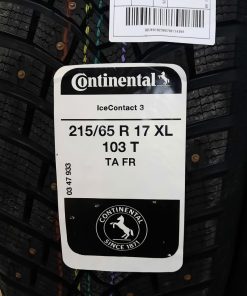 Continental
IceContact 3
215/65 R 17 XL
103 T
TA FR
03 47 933
CONTINENTAL
SINCE 1871